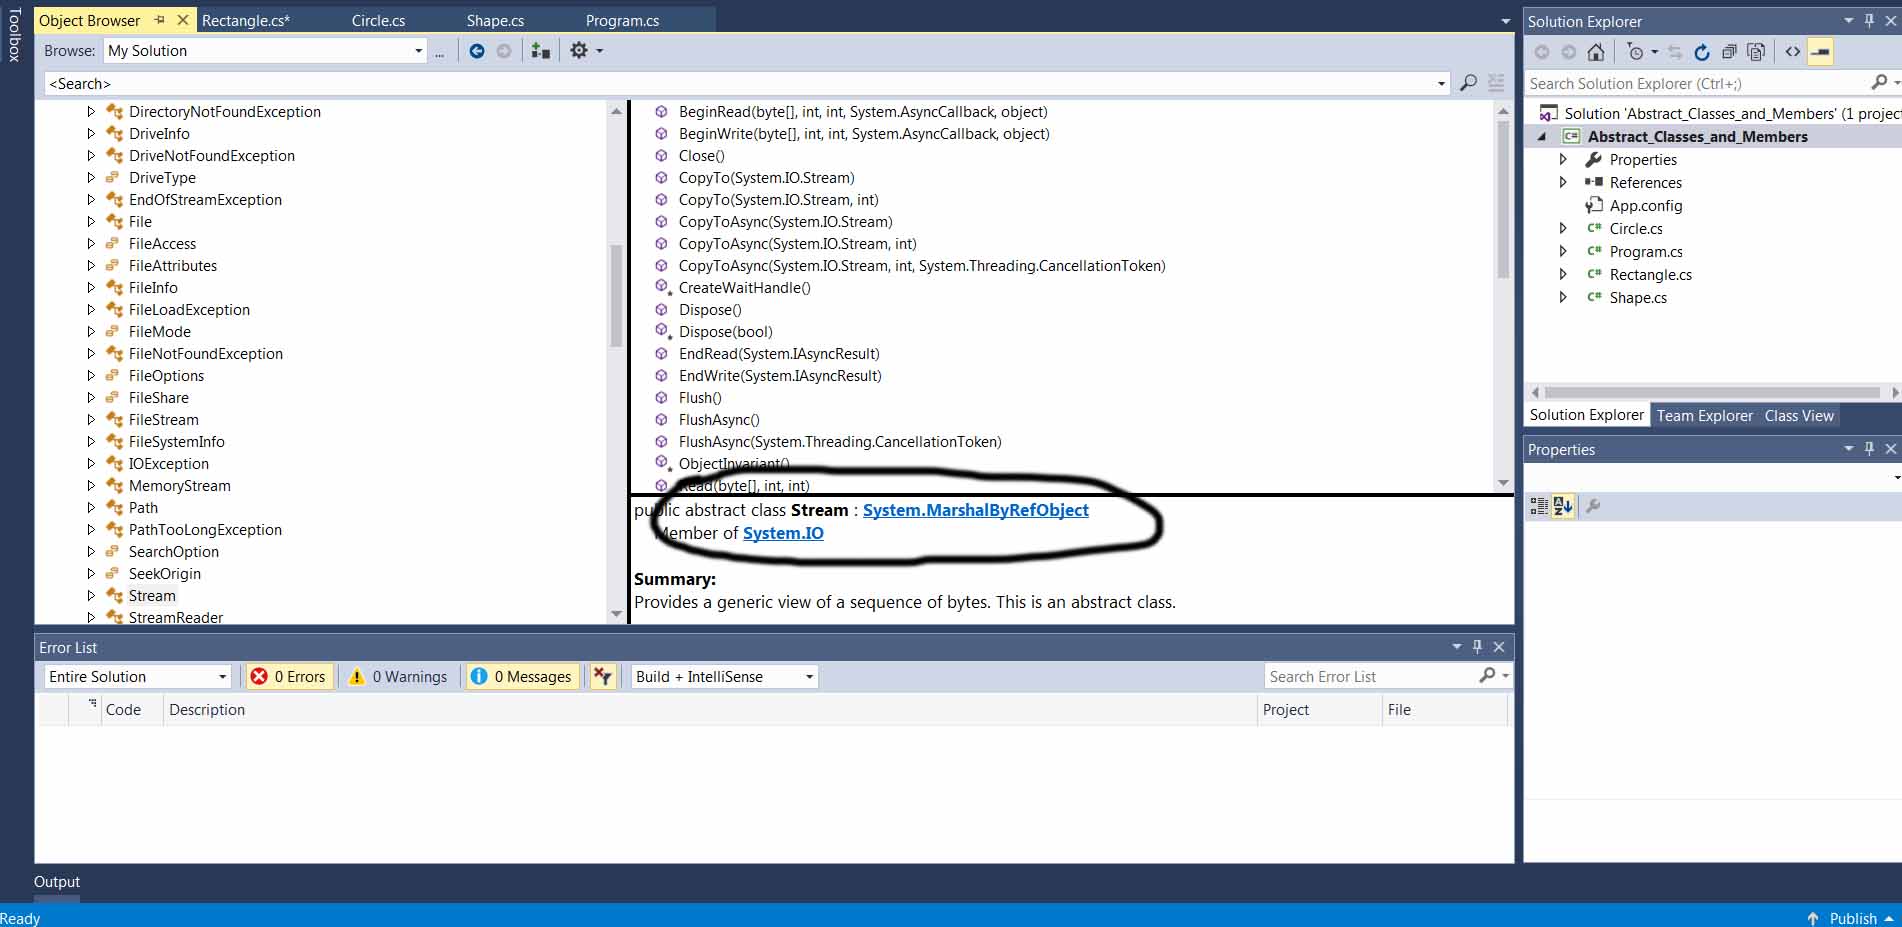 Toolbox
Object Browser
Rectangle.cs*
Circle.cs
Shape.cs
Program.cs
Browse:
My Solution
...
<Search>
DirectoryNotFoundException
DriveInfo
DriveNotFoundException
DriveType
EndOfStreamException
File
FileAccess
FileAttributes
FileInfo
FileLoadException
FileMode
FileNotFoundException
FileOptions
FileShare
FileStream
FileSystemInfo
IOException
MemoryStream
Path
PathTooLongException
SearchOption
SeekOrigin
Stream
StreamReader
BeginRead(byte[], int, int, System.AsyncCallback, object)
BeginWrite(byte[], int, int, System.AsyncCallback, object)
Close()
CopyTo(System.IO.Stream)
CopyTo(System.IO.Stream, int)
CopyToAsync(System.IO.Stream)
CopyToAsync(System.IO.Stream, int)
CopyToAsync(System.IO.Stream, int, System.Threading.CancellationToken)
CreateWaitHandle()
Dispose()
Dispose(bool)
EndRead(System.IAsyncResult)
EndWrite(System.IAsyncResult)
Flush()
FlushAsync()
FlushAsync(System.Threading.CancellationToken)
ObjectInvariant()
Read(byte[], int, int)
public abstract class Stream : System.MarshalByRefObject
Member of System.IO
Summary:
Provides a generic view of a sequence of bytes. This is an abstract class.
Solution Explorer
Search Solution Explorer (Ctrl+;)
Solution 'Abstract_Classes_and_Members' (1 project
C# Abstract_Classes_and_Members
Properties
References
App.config
C# Circle.cs
C# Program.cs
C# Rectangle.cs
C# Shape.cs
Solution Explorer
Team Explorer
Class View
Properties
Error List
Entire Solution
0 Errors
0 Warnings
0 Messages
Build + IntelliSense
Search Error List
Code
Description
Project
File
Output
Ready
Publish